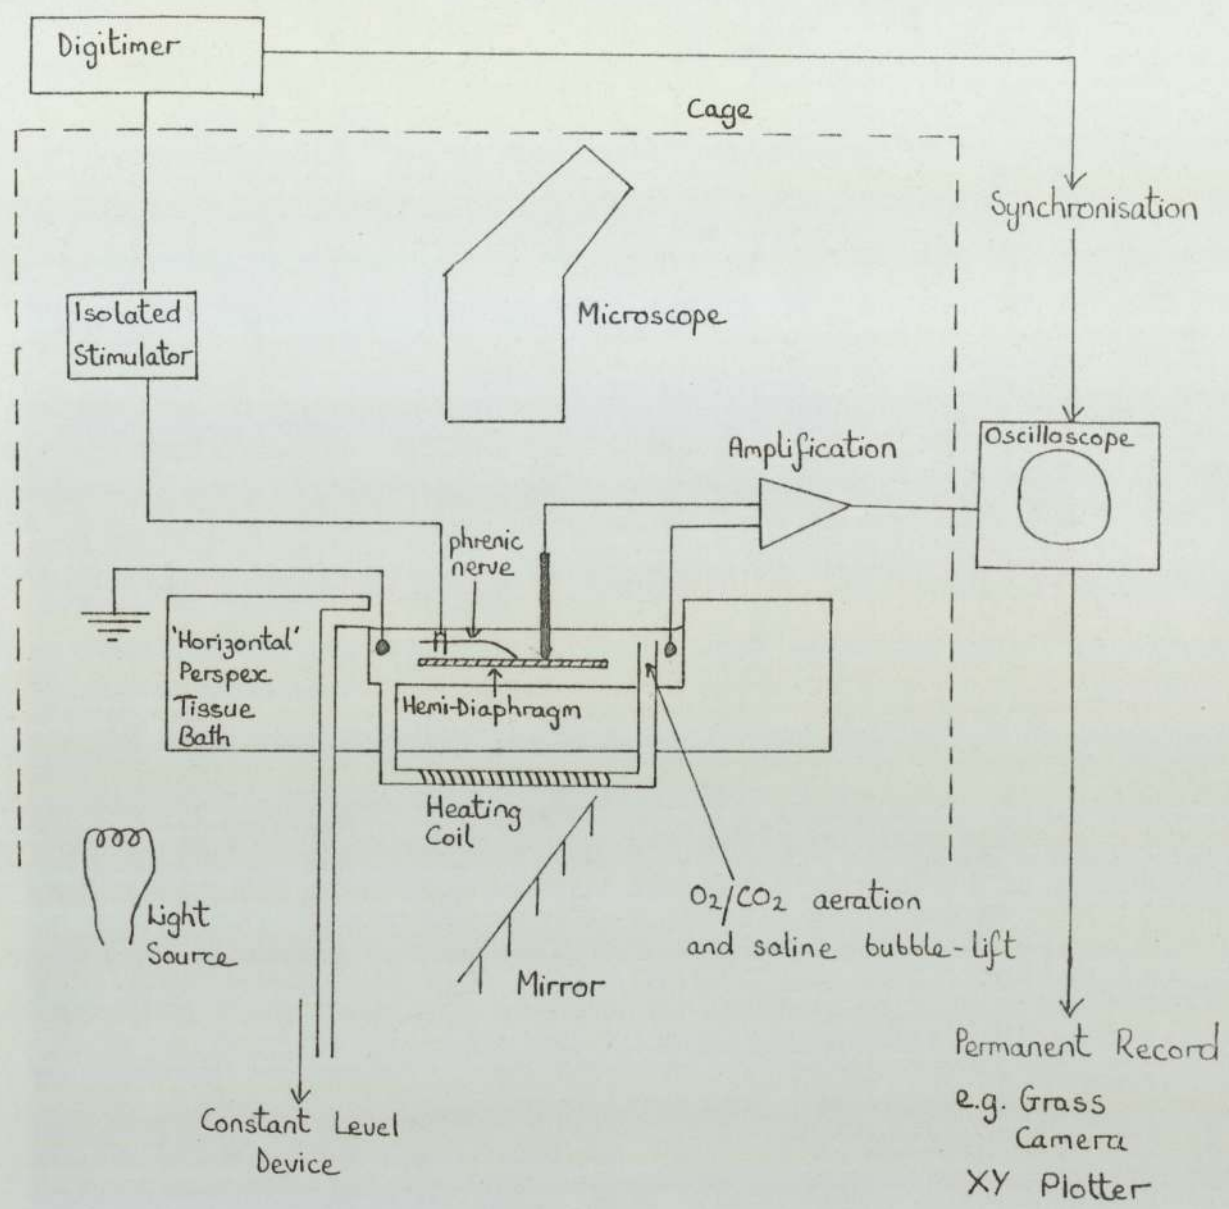 Digitimer
Cage
Synchronisation
Isolated
Stimulator
Microscope
Oscilloscope
Amplification
phrenic
nerve
'Horizontal'
Perspex
Tissue
Bath
Hemi-Diaphragm
Heating
Coil
Light
Source
O₂/CO₂ aeration
and saline bubble-lift
Mirror
Constant Level
Device
Permanent Record
e.g. Grass
Camera
XY Plotter